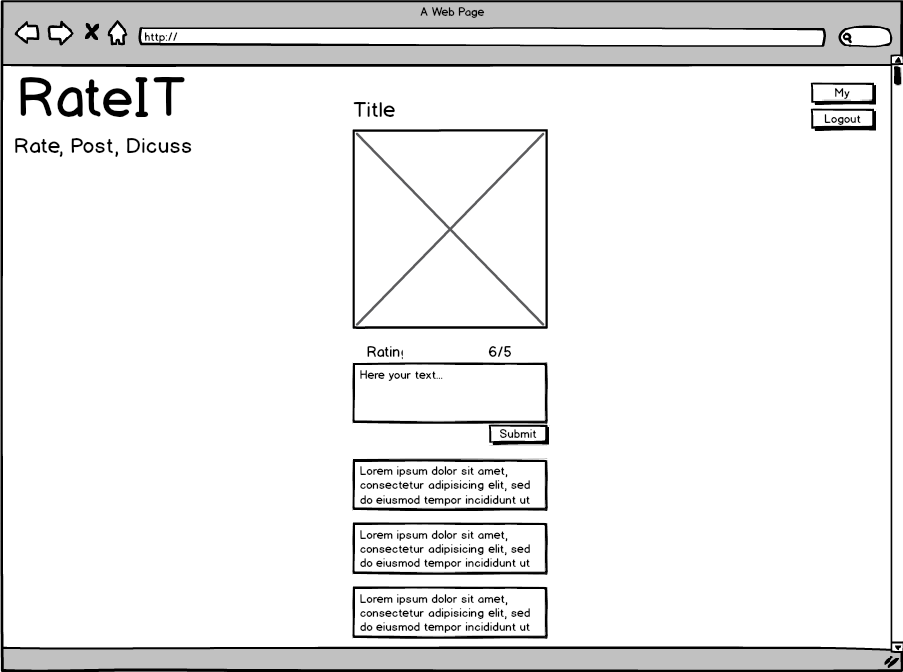 A Web Page
http://
RateIT
Rate, Post, Dicuss
My
Logout
Title
Rating 6/5
Here your text...
Submit
Lorem ipsum dolor sit amet,
consectetur adipisicing elit, sed
do eiusmod tempor incididunt ut
Lorem ipsum dolor sit amet,
consectetur adipisicing elit, sed
do eiusmod tempor incididunt ut
Lorem ipsum dolor sit amet,
consectetur adipisicing elit, sed
do eiusmod tempor incididunt ut